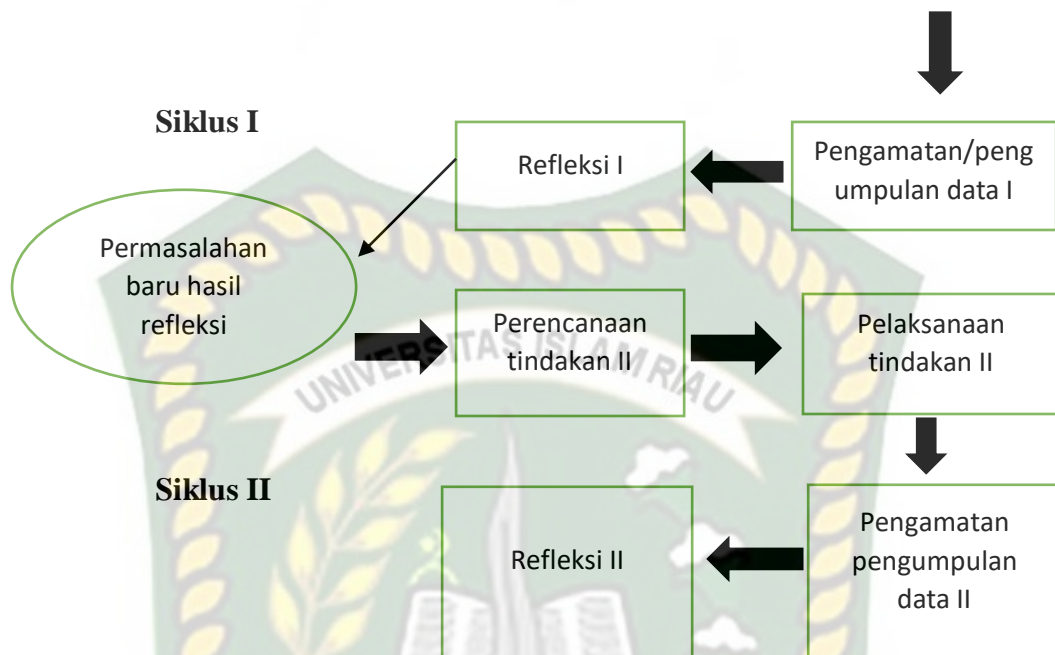 Siklus I
Refleksi I
Pengamatan/peng
umpulan data I
Permasalahan
baru hasil
refleksi
Perencanaan
tindakan II
Pelaksanaan
tindakan II
UNIVERSITAS ISLAM RIAU
Siklus II
Refleksi II
Pengamatan
pengumpulan
data II